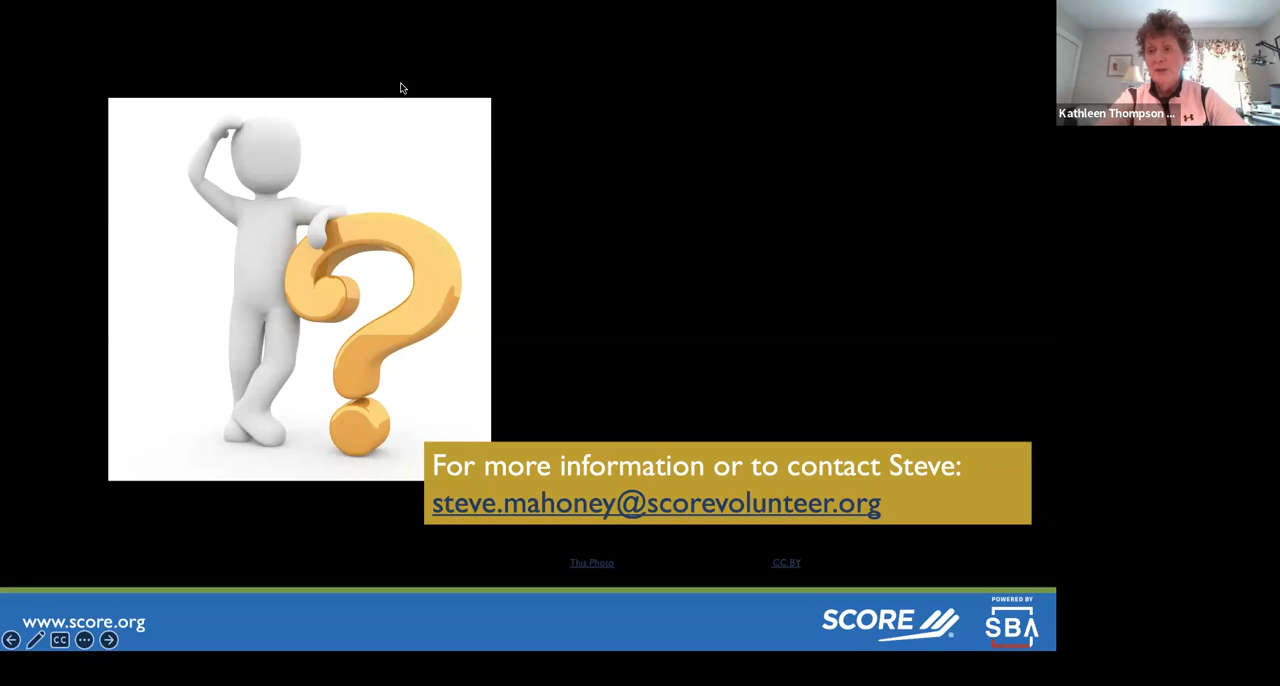 Kathleen Thompson ...
For more information or to contact Steve:
steve.mahoney@scorevolunteer.org
This Photo CC BY
www.score.org
SCORE
®
POWERED BY
SBA
CC